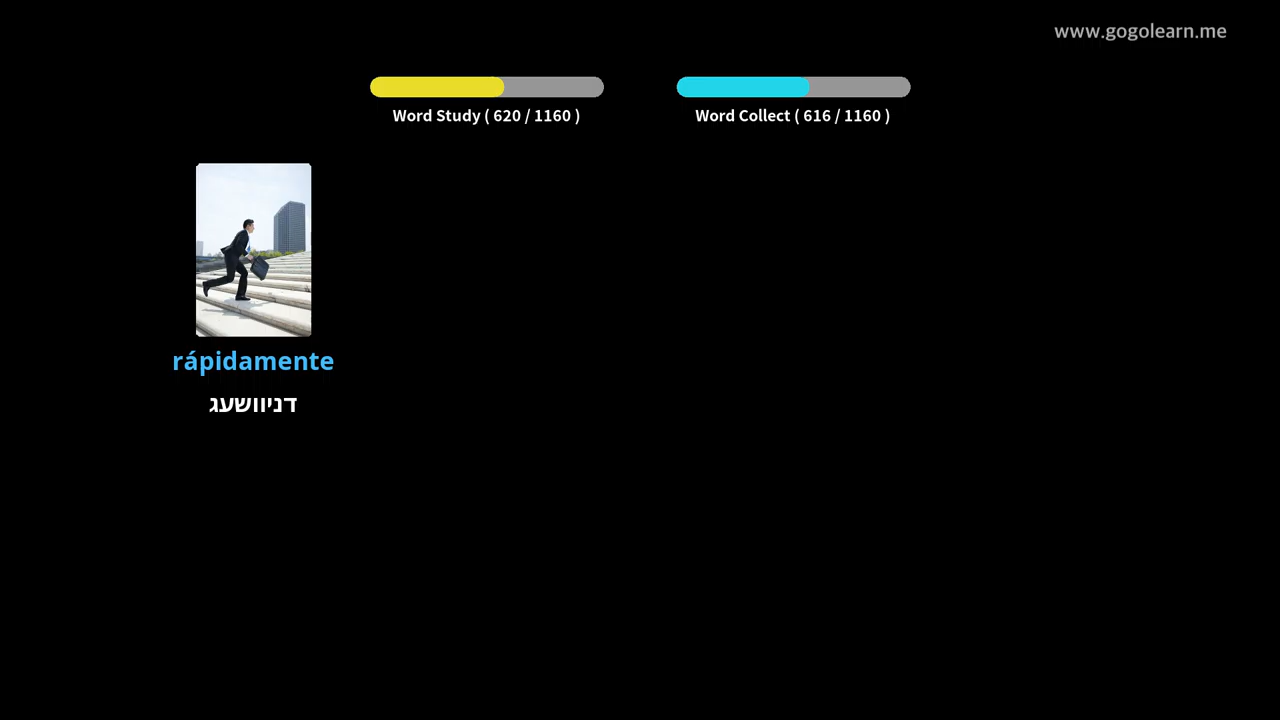 www.gogolearn.me
Word Study ( 620 / 1160 )
Word Collect ( 616 / 1160 )
rápidamente
דניוושעג